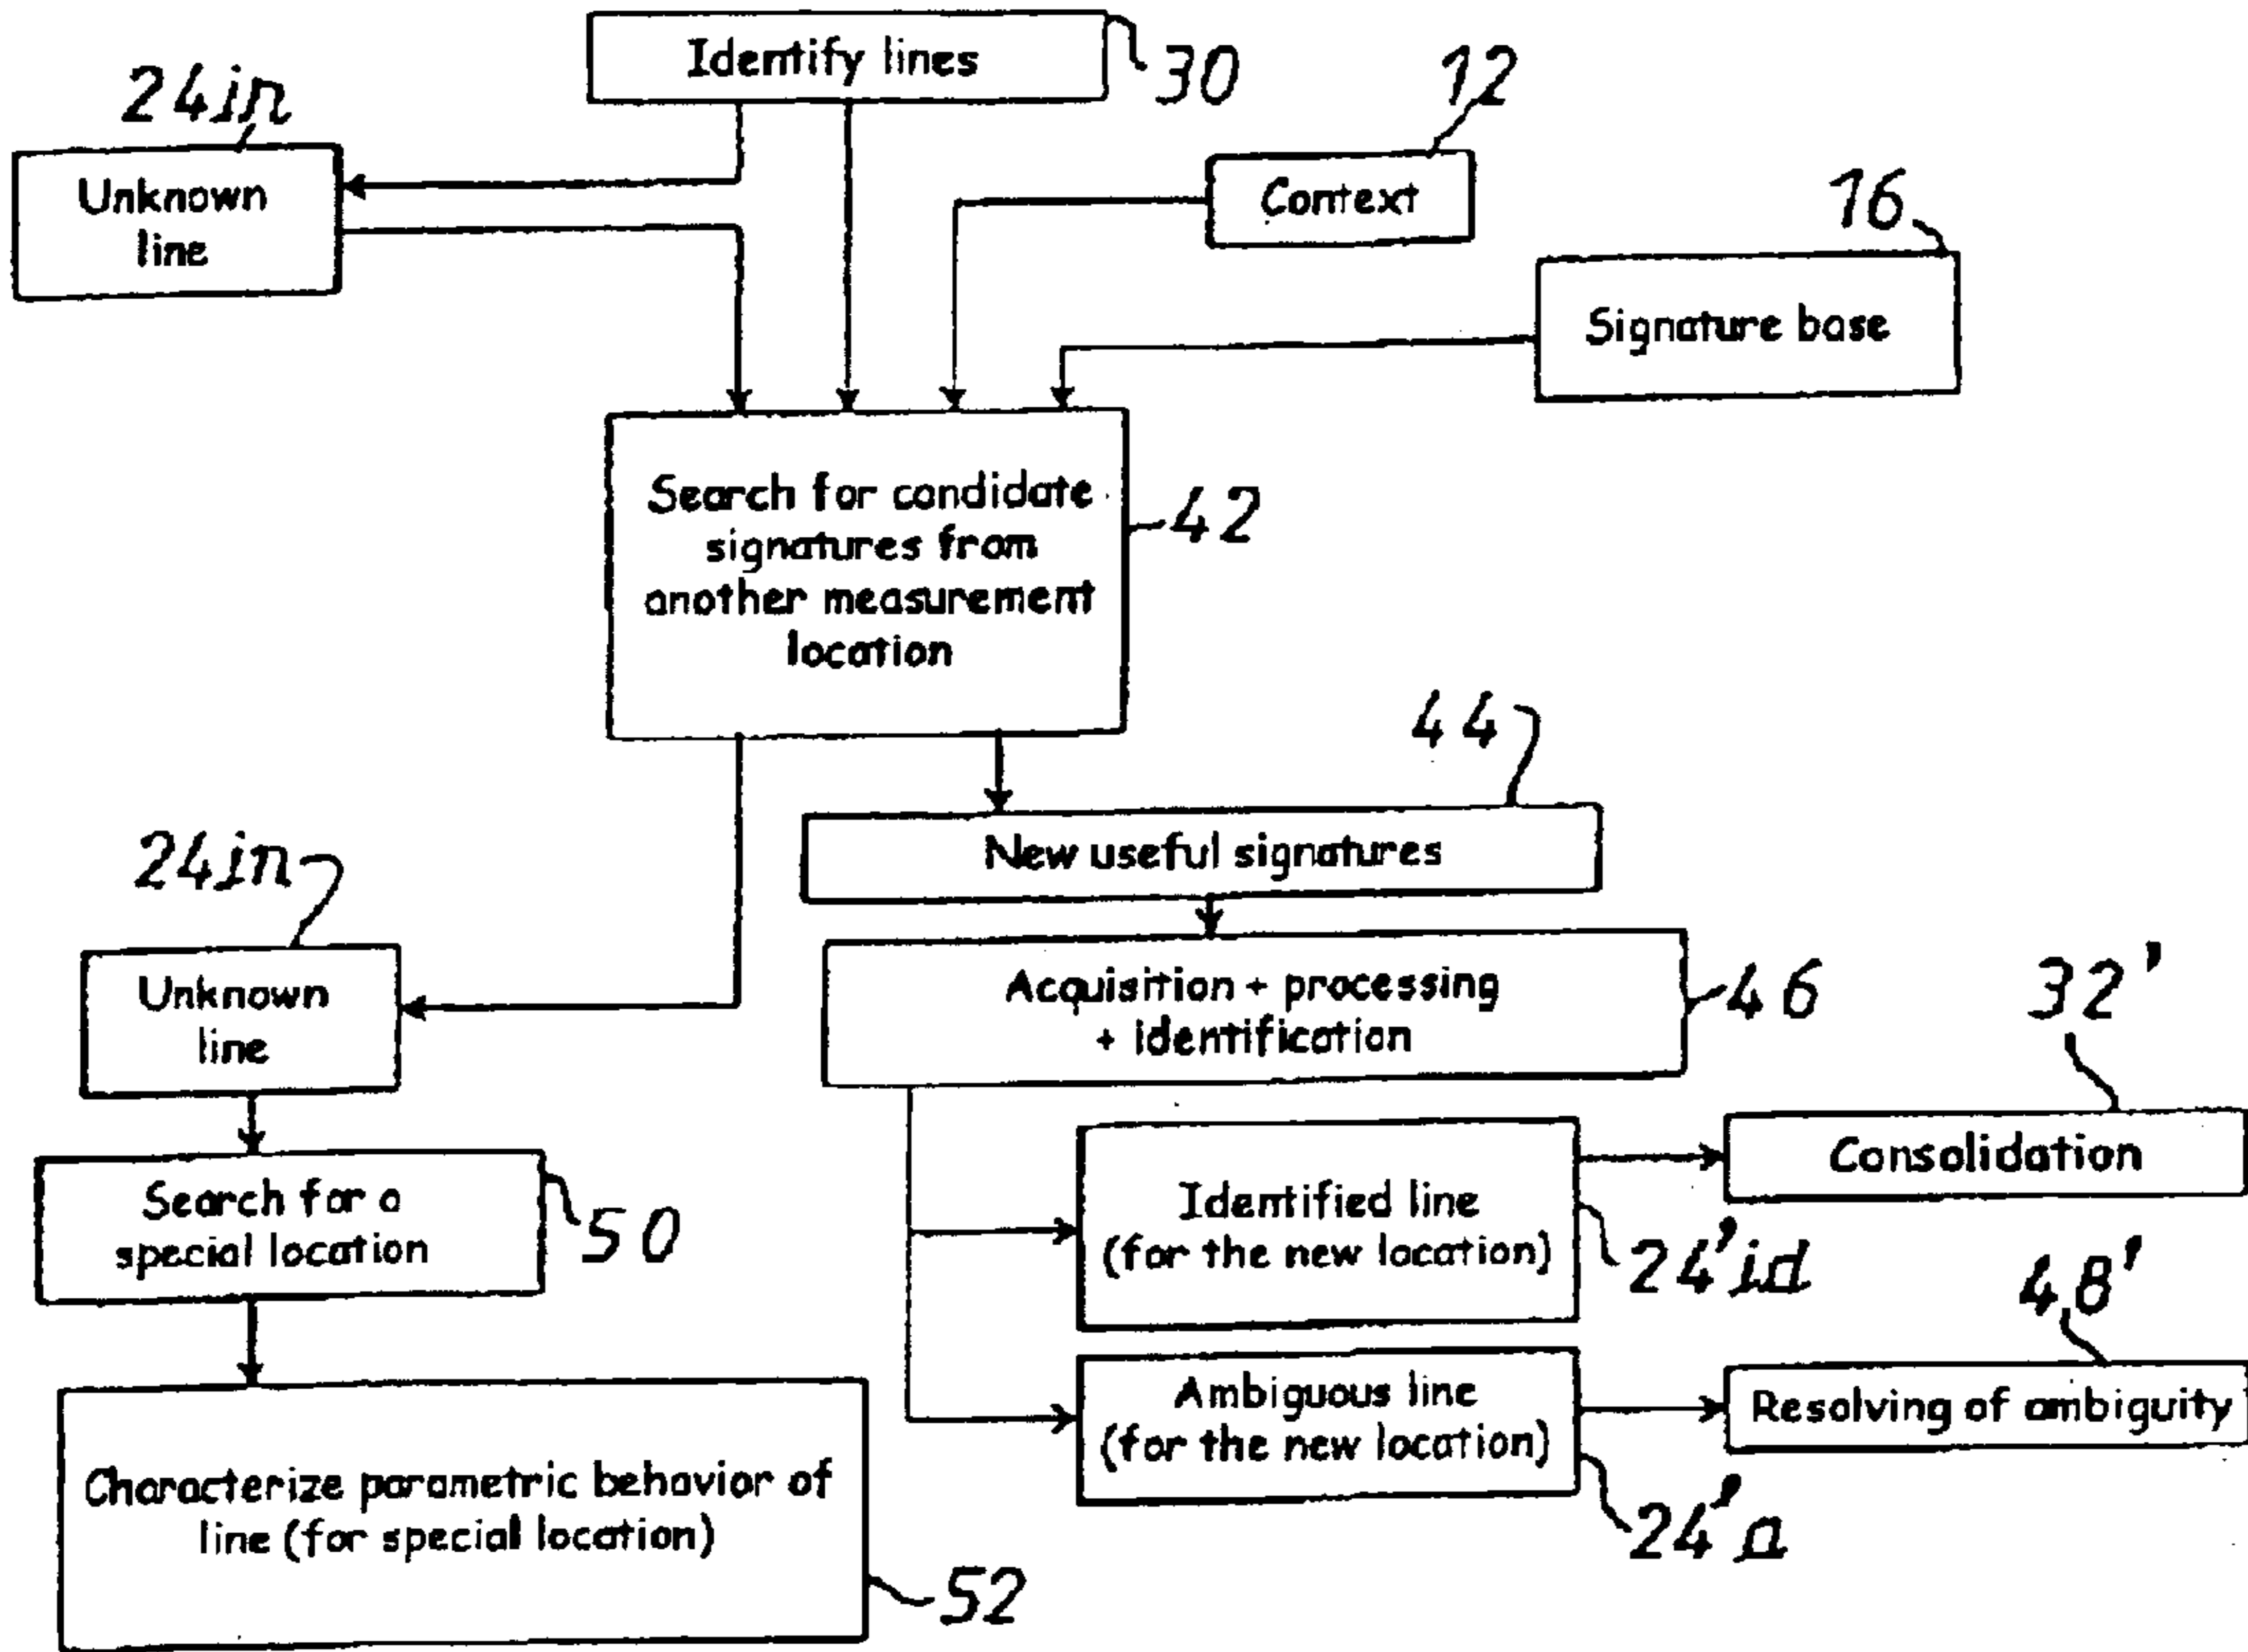 Identify lines
30
24in
12
Unknown
line
Context
16
Signature base
Search for candidate
signatures from
another measurement
location
42
44
New useful signatures
24in
Unknown
line
Acquisition + processing
+ identification
46
32'
Consolidation
Search for a
special location
50
Identified line
(for the new location)
24'id
48'
Ambiguous line
(for the new location)
Resolving of ambiguity
24'a
Characterize parametric behavior of
line (for special location)
52